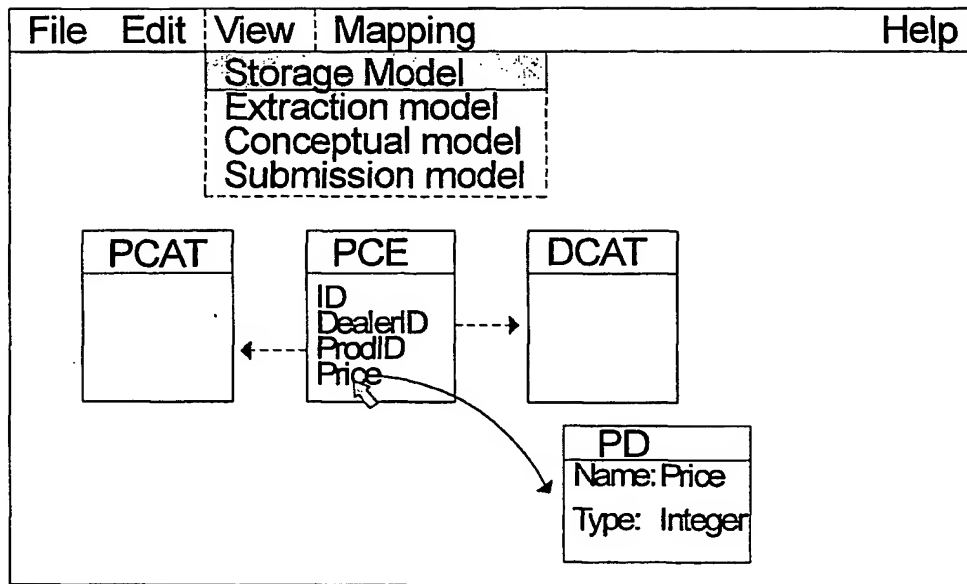 File Edit View Mapping Help
Storage Model
Extraction model
Conceptual model
Submission model
PCAT PCE DCAT
ID
DealerID
ProdID
Price
PD
Name: Price
Type: Integer